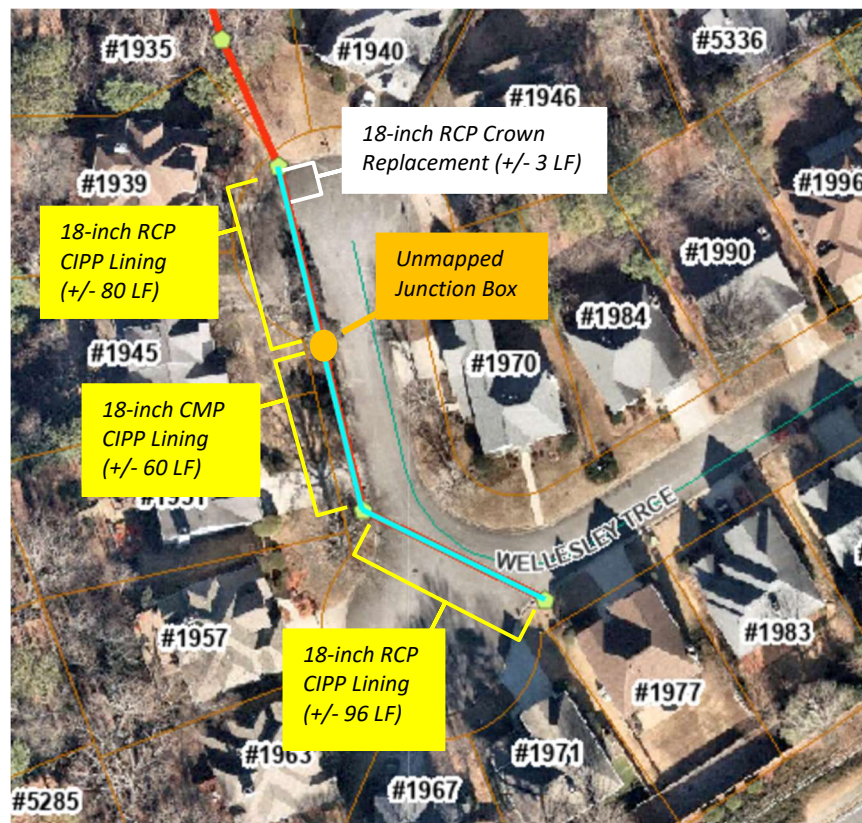 #1935
#1940
#5336
#1946
18-inch RCP Crown
Replacement (+/- 3 LF)
#1939
#1996
18-inch RCP
CIPP Lining
(+/- 80 LF)
Unmapped
Junction Box
#1990
#1984
#1945
#1970
18-inch CMP
CIPP Lining
(+/- 60 LF)
WELLESLEY TRCE
#1957
18-inch RCP
CIPP Lining
(+/- 96 LF)
#1983
#1977
#1963
#1971
#5285
#1967